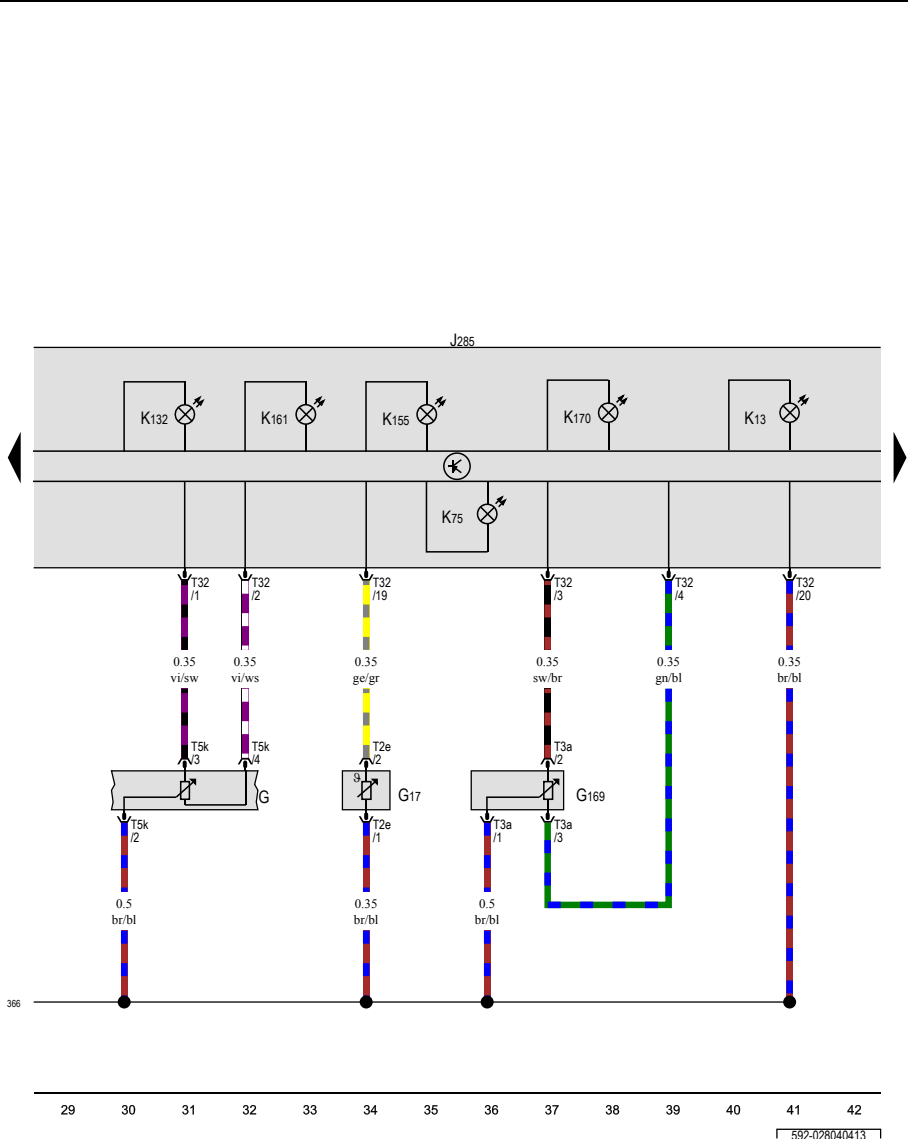 J285
K132 K161 K155 K170 K13
K75
T32 T32 T32 T32 T32 T32
/1 /2 /19 /3 /4 /20
0.35 0.35 0.35 0.35 0.35 0.35
vi/sw vi/ws ge/gr sw/br gn/bl br/bl
T5k T5k T2e T3a
/3 /4 /2 /2
ϑ
G G17 G169
T5k T2e T3a T3a
/2 /1 /1 /3
0.5 0.35 0.5
br/bl br/bl br/bl
366
29 30 31 32 33 34 35 36 37 38 39 40 41 42
592-028040413